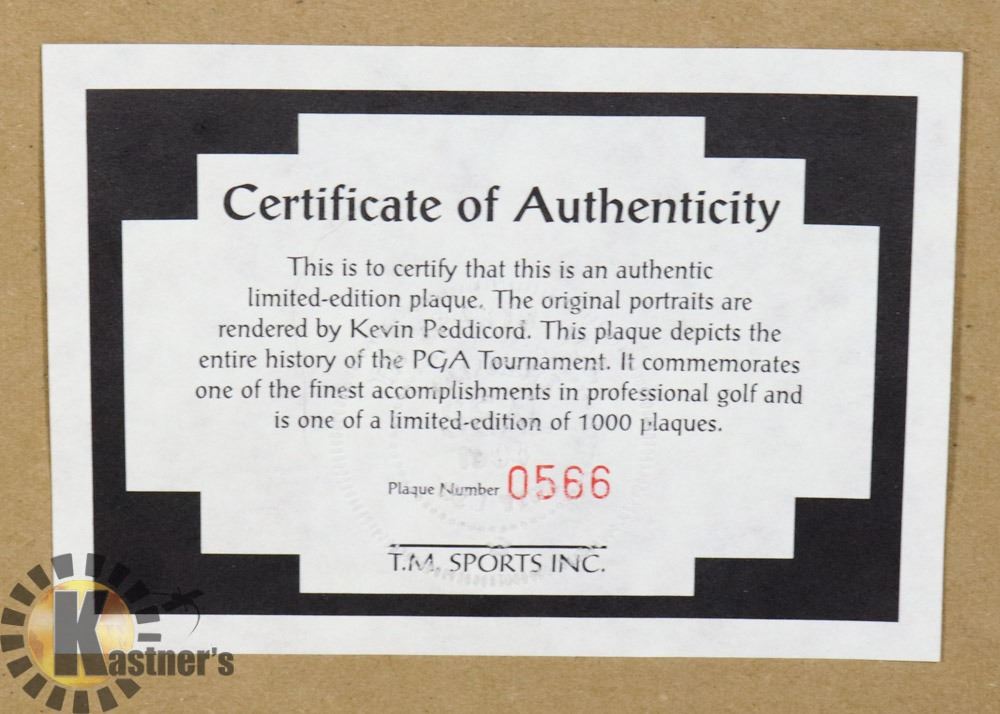 Certificate of Authenticity
This is to certify that this is an authentic
limited-edition plaque. The original portraits are
rendered by Kevin Peddicord. This plaque depicts the
entire history of the PGA Tournament. It commemorates
one of the finest accomplishments in professional golf and
is one of a limited-edition of 1000 plaques.
Plaque Number 0566
T.M. SPORTS INC.
Kastner's